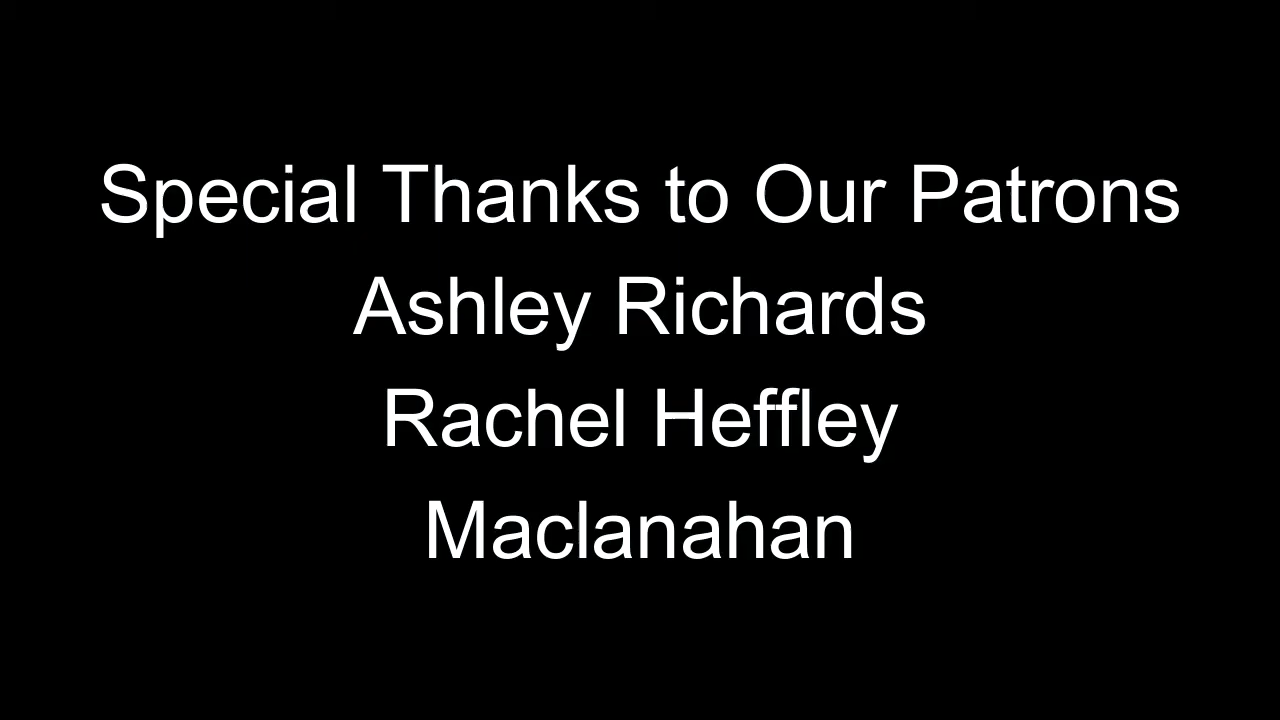 Special Thanks to Our Patrons
Ashley Richards
Rachel Heffley
Maclanahan